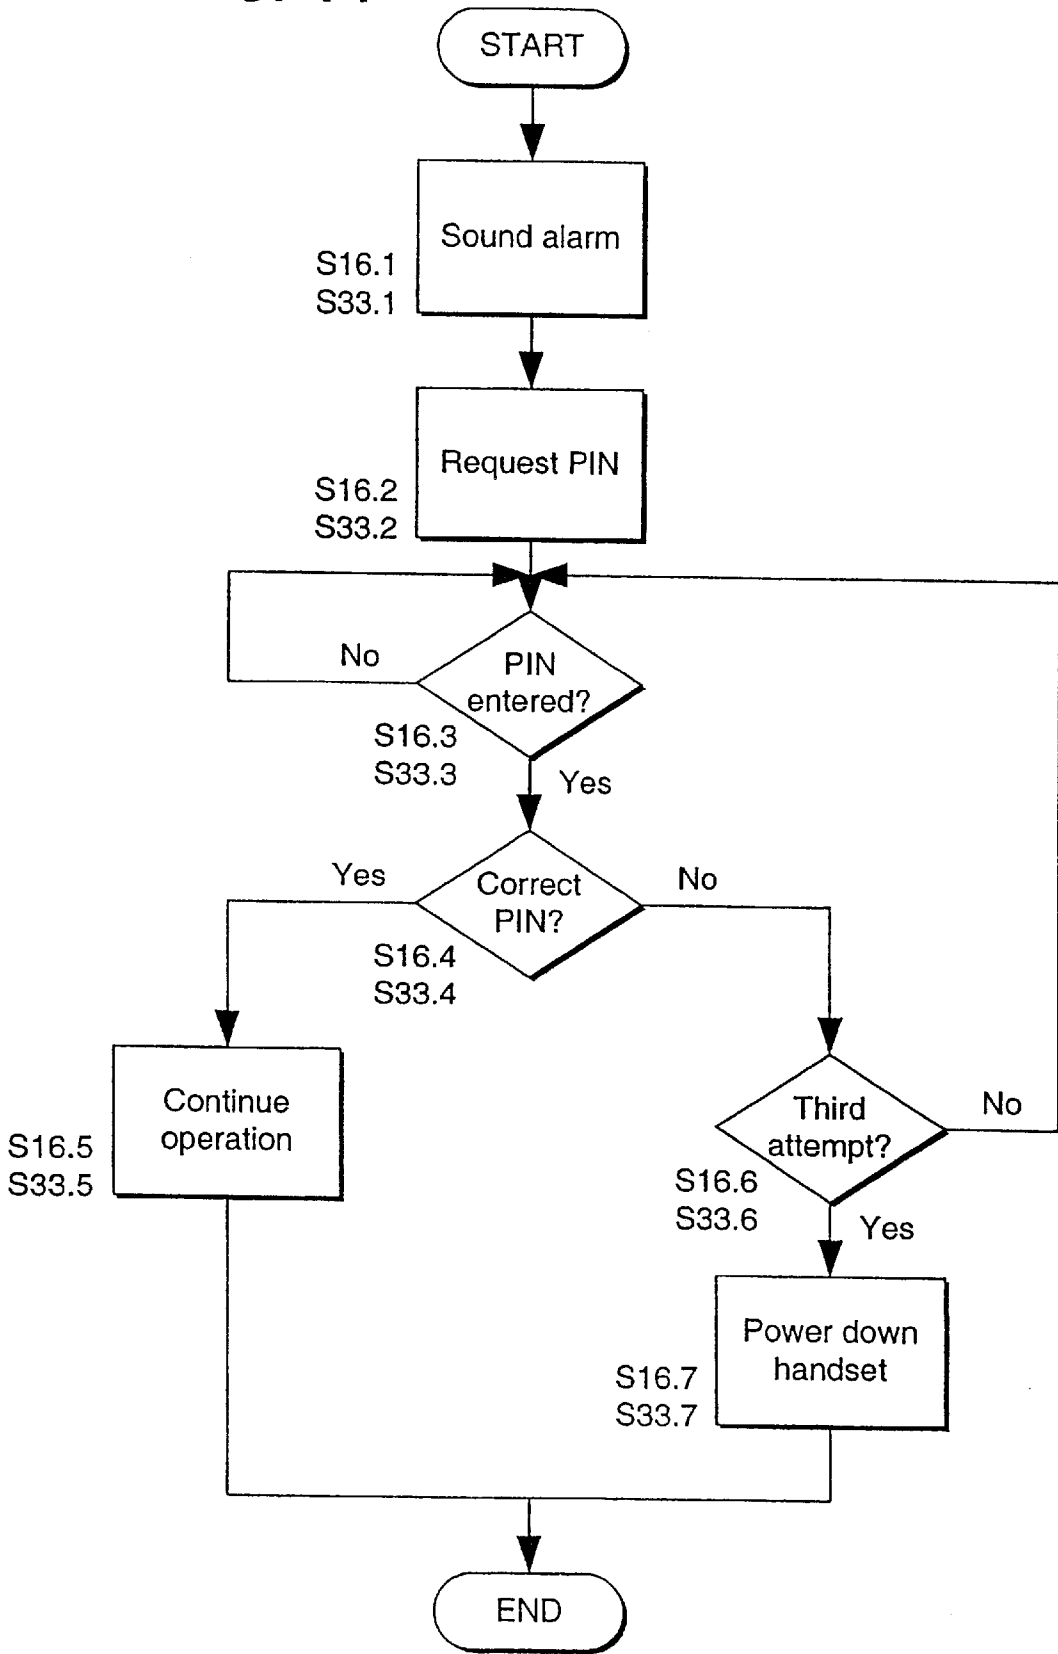 START
Sound alarm
S16.1
S33.1
Request PIN
S16.2
S33.2
No
PIN
entered?
S16.3
S33.3
Yes
Yes
Correct
PIN?
No
S16.4
S33.4
Continue
operation
S16.5
S33.5
Third
attempt?
No
S16.6
S33.6
Yes
Power down
handset
S16.7
S33.7
END